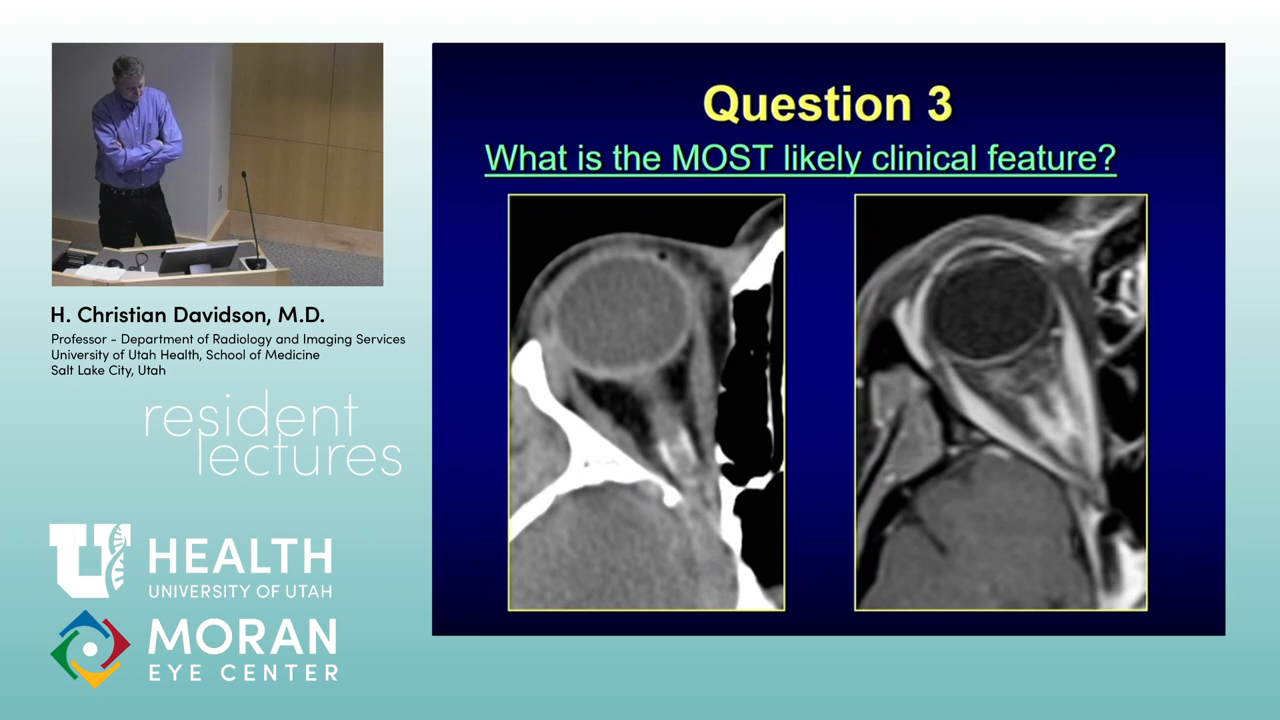 Question 3
What is the MOST likely clinical feature?
H. Christian Davidson, M.D.
Professor - Department of Radiology and Imaging Services
University of Utah Health, School of Medicine
Salt Lake City, Utah
resident
lectures
U HEALTH
UNIVERSITY OF UTAH
MORAN
EYE CENTER